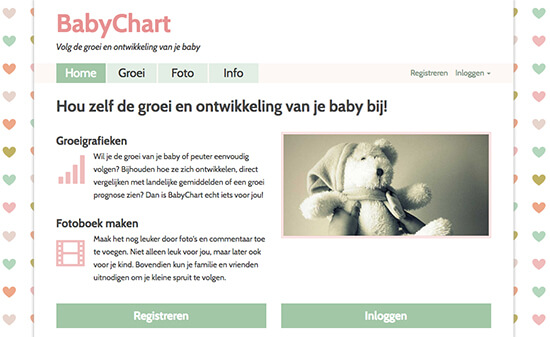 BabyChart
Volg de groei en ontwikkeling van je baby
Home Groei Foto Info Registreren Inloggen
Hou zelf de groei en ontwikkeling van je baby bij!
Groeigrafieken
Wil je de groei van je baby of peuter eenvoudig
volgen? Bijhouden hoe ze zich ontwikkelen, direct
vergelijken met landelijke gemiddelden of een groei
prognose zien? Dan is BabyChart echt iets voor jou!
Fotoboek maken
Maak het nog leuker door foto's en commentaar toe
te voegen. Niet alleen leuk voor jou, maar later ook
voor je kind. Bovendien kun je familie en vrienden
uitnodigen om je kleine spruit te volgen.
Registreren Inloggen